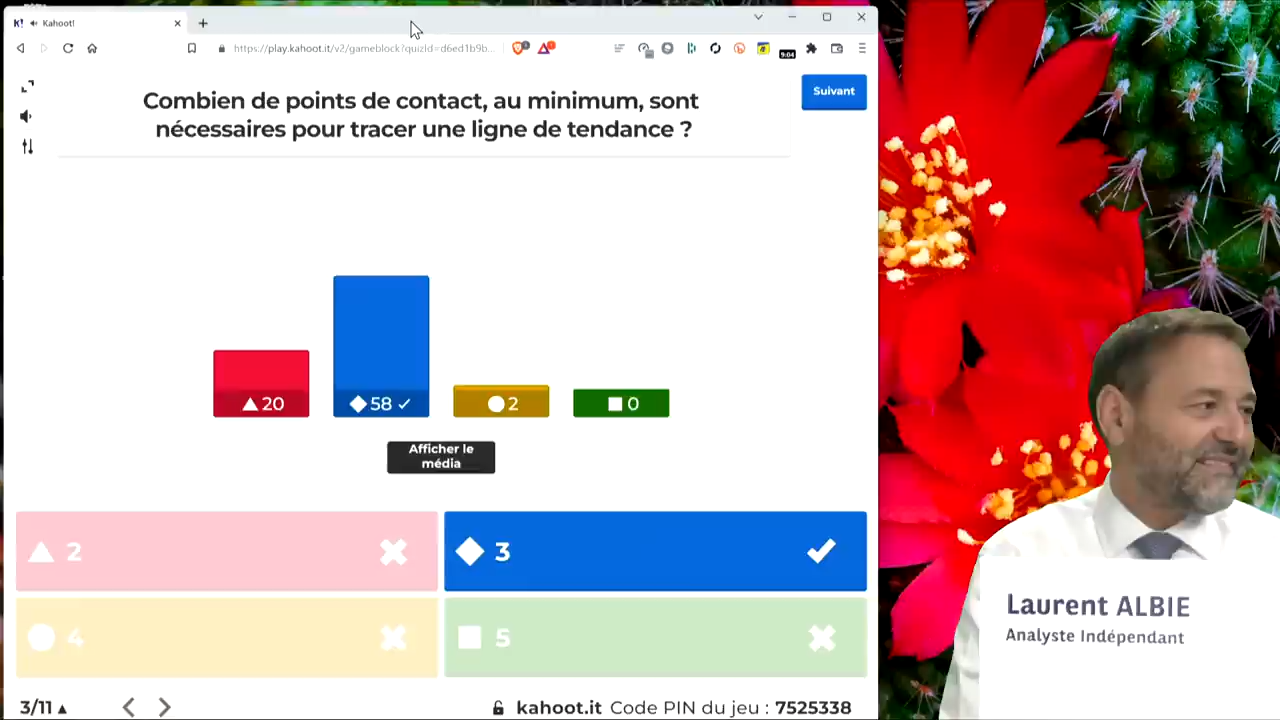 K! Kahoot!
https://play.kahoot.it/v2/gameblock?quizId=d6ed1b9b...
9:04
Combien de points de contact, au minimum, sont
nécessaires pour tracer une ligne de tendance ?
Suivant
20
58
2
0
Afficher le
média
2
3
4
5
Laurent ALBIE
Analyste Indépendant
3/11
kahoot.it Code PIN du jeu : 7525338